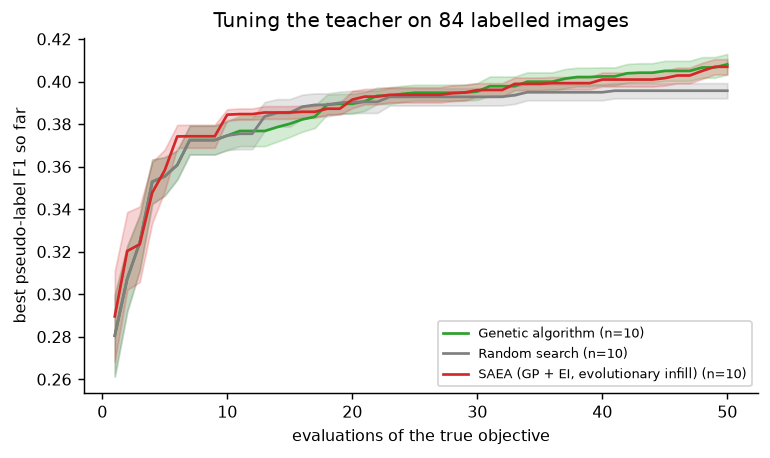 Tuning the teacher on 84 labelled images
best pseudo-label F1 so far
0.42
0.40
0.38
0.36
0.34
0.32
0.30
0.28
0.26
Genetic algorithm (n=10)
Random search (n=10)
SAEA (GP + EI, evolutionary infill) (n=10)
0
10
20
30
40
50
evaluations of the true objective